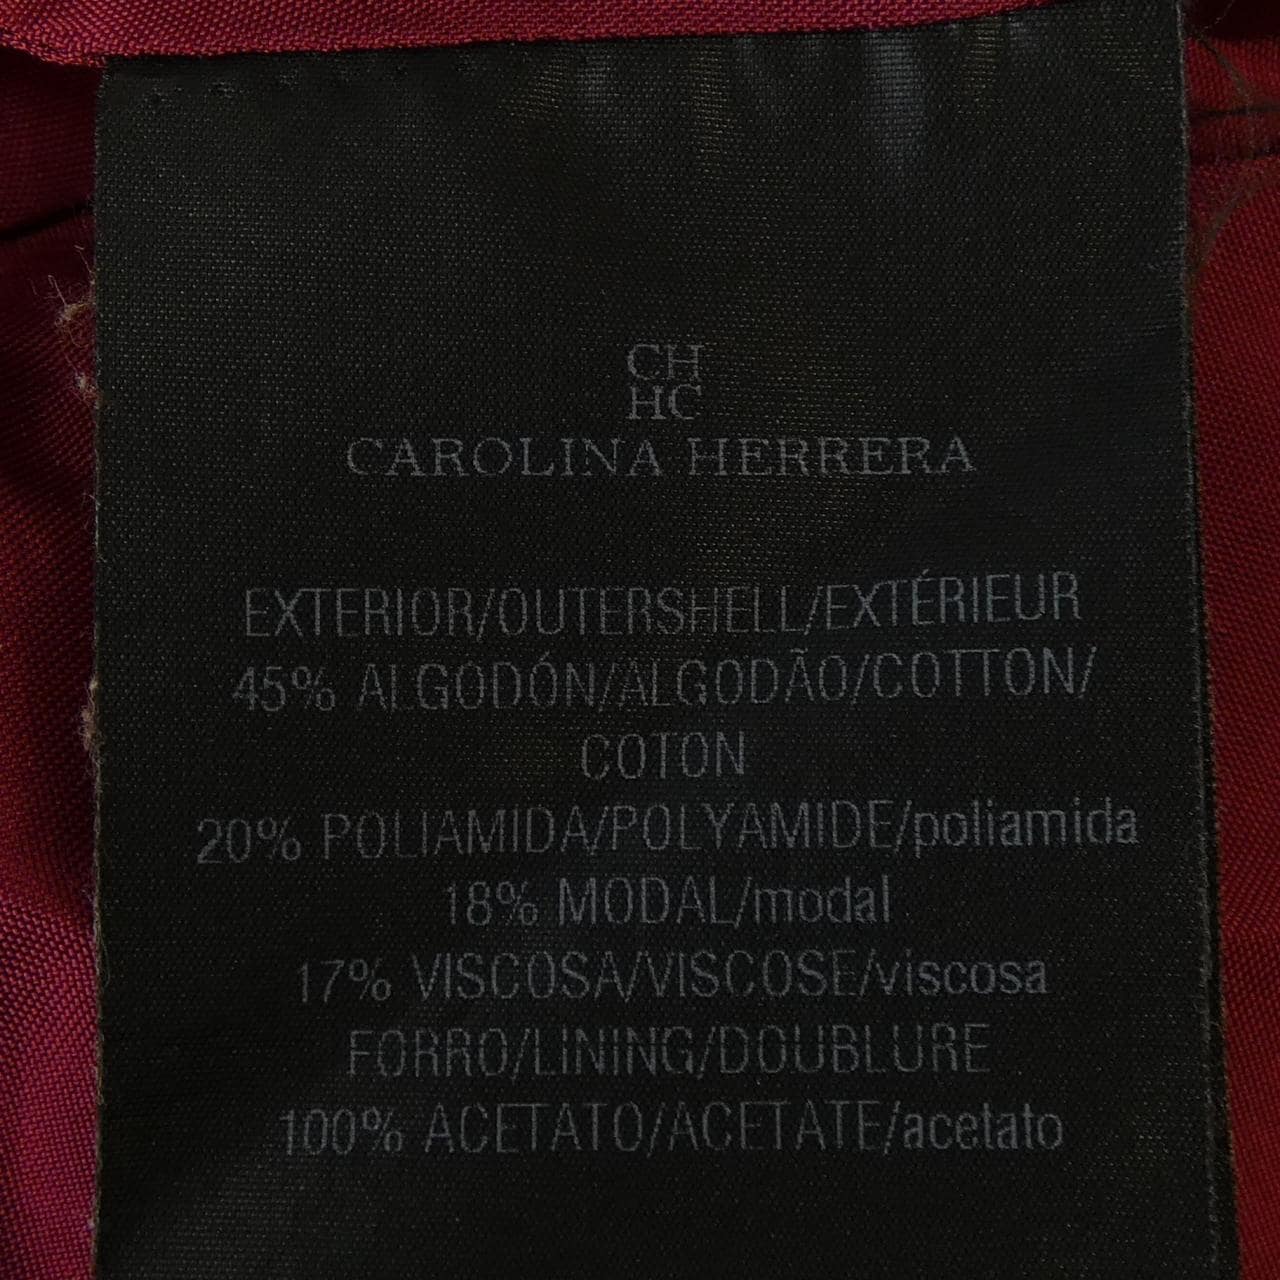 CH
HC
CAROLINA HERRERA
EXTERIOR/OUTERSHELL/EXTÉRIEUR
45% ALGODÓN/ALGODÃO/COTTON/
COTON
20% POLIAMIDA/POLYAMIDE/poliamida
18% MODAL/modal
17% VISCOSA/VISCOSE/viscosa
FORRO/LINING/DOUBLURE
100% ACETATO/ACETATE/acetato